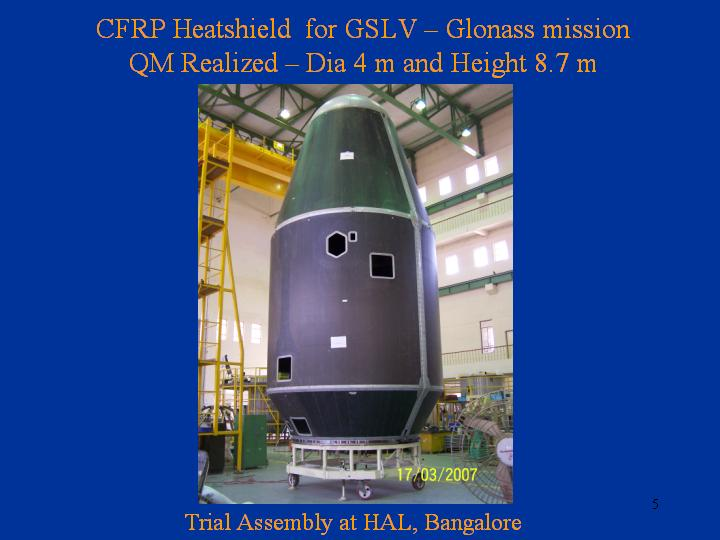 CFRP Heatshield for GSLV – Glonass mission
QM Realized – Dia 4 m and Height 8.7 m
17/03/2007
5
Trial Assembly at HAL, Bangalore